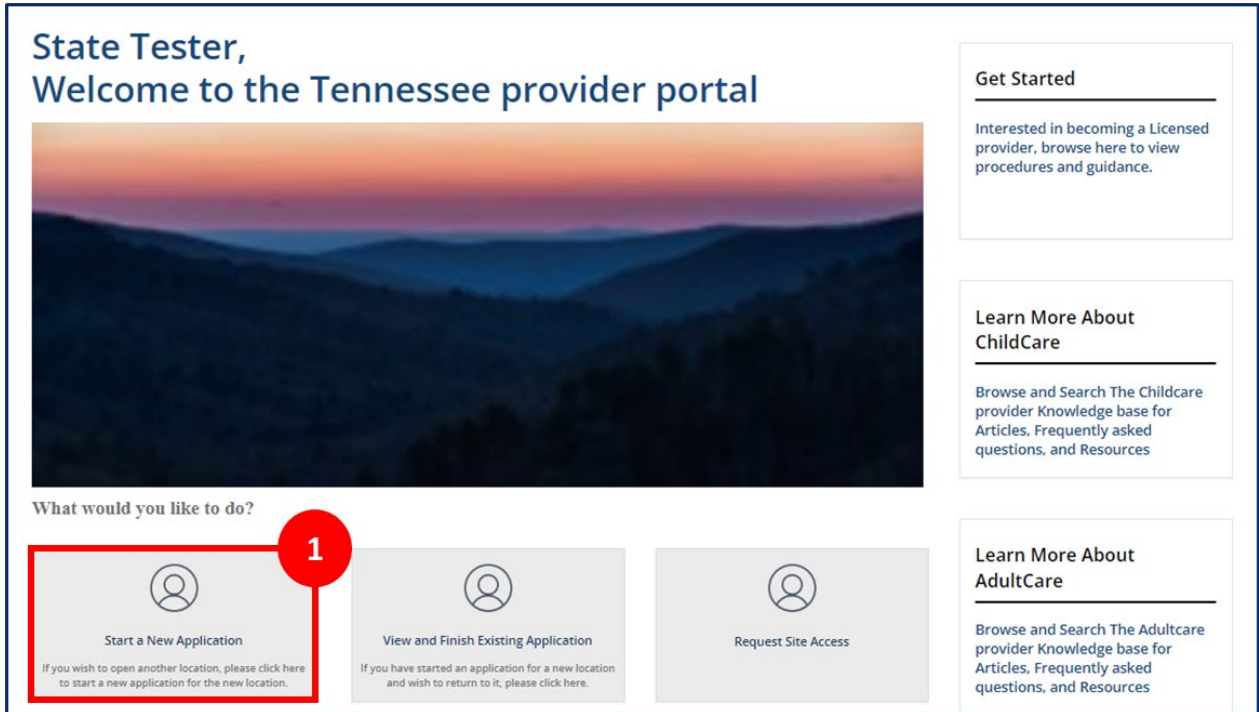 State Tester,
Welcome to the Tennessee provider portal
What would you like to do?
1
Start a New Application
If you wish to open another location, please click here
to start a new application for the new location.
View and Finish Existing Application
If you have started an application for a new location
and wish to return to it, please click here.
Request Site Access
Get Started
Interested in becoming a Licensed
provider, browse here to view
procedures and guidance.
Learn More About
ChildCare
Browse and Search The Childcare
provider Knowledge base for
Articles, Frequently asked
questions, and Resources
Learn More About
AdultCare
Browse and Search The Adultcare
provider Knowledge base for
Articles, Frequently asked
questions, and Resources